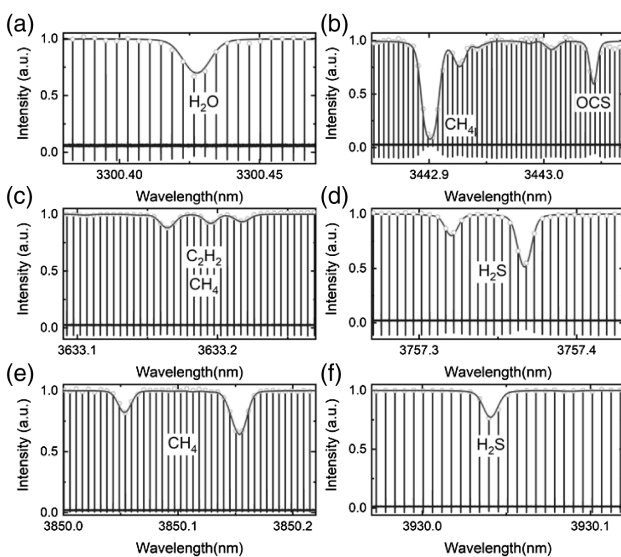 (a)
Intensity (a.u.)
1.0
0.5
0.0
H₂O
3300.40
3300.45
Wavelength(nm)
(b)
Intensity (a.u.)
1.0
0.5
0.0
CH₄
OCS
3442.9
3443.0
Wavelength(nm)
(c)
Intensity (a.u.)
1.0
0.5
0.0
C₂H₂
CH₄
3633.1
3633.2
Wavelength(nm)
(d)
Intensity (a.u.)
1.0
0.5
0.0
H₂S
3757.3
3757.4
Wavelength(nm)
(e)
Intensity (a.u.)
1.0
0.5
0.0
CH₄
3850.0
3850.1
3850.2
Wavelength(nm)
(f)
Intensity (a.u.)
1.0
0.5
0.0
H₂S
3930.0
3930.1
Wavelength(nm)